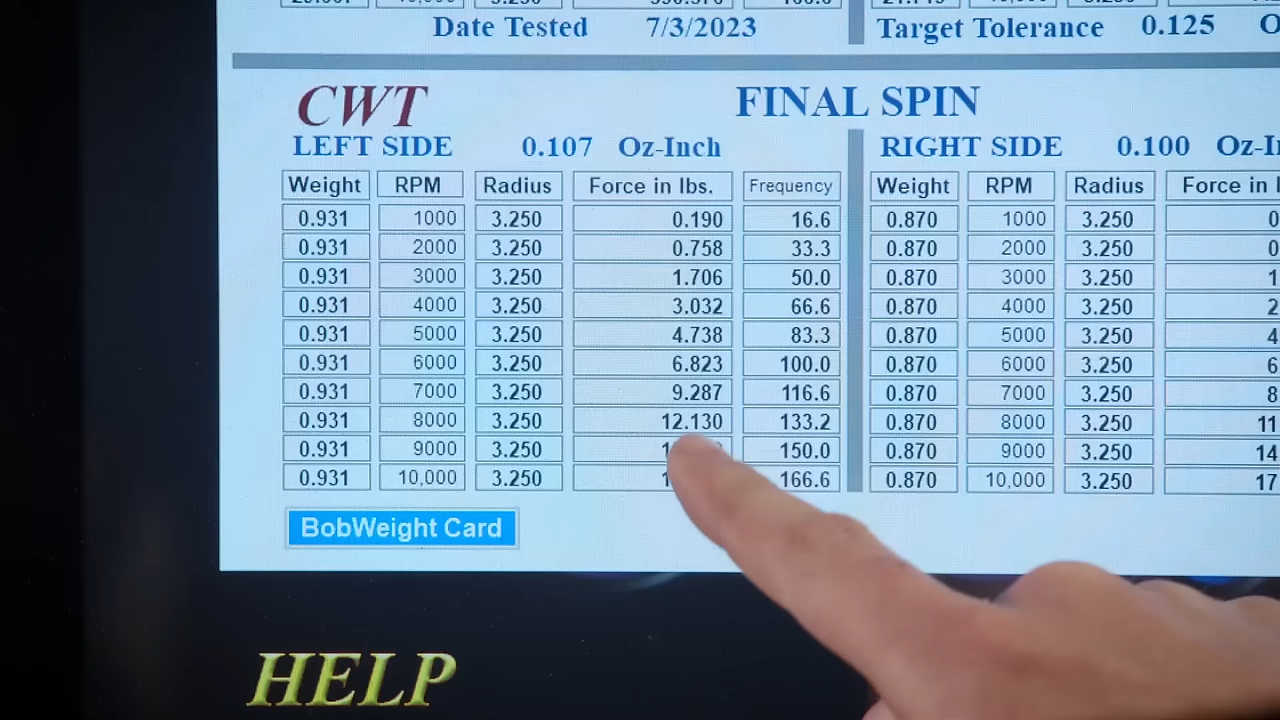 Date Tested 7/3/2023 Target Tolerance 0.125
CWT FINAL SPIN
LEFT SIDE 0.107 Oz-Inch RIGHT SIDE 0.100
Weight RPM Radius Force in lbs. Frequency Weight RPM Radius Force in
0.931 1000 3.250 0.190 16.6 0.870 1000 3.250
0.931 2000 3.250 0.758 33.3 0.870 2000 3.250
0.931 3000 3.250 1.706 50.0 0.870 3000 3.250
0.931 4000 3.250 3.032 66.6 0.870 4000 3.250
0.931 5000 3.250 4.738 83.3 0.870 5000 3.250
0.931 6000 3.250 6.823 100.0 0.870 6000 3.250
0.931 7000 3.250 9.287 116.6 0.870 7000 3.250
0.931 8000 3.250 12.130 133.2 0.870 8000 3.250
0.931 9000 3.250 150.0 0.870 9000 3.250
0.931 10,000 3.250 166.6 0.870 10,000 3.250
BobWeight Card
HELP